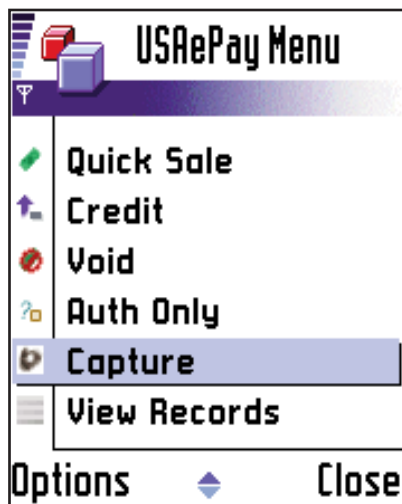 USAePay Menu
Quick Sale
Credit
Void
Auth Only
Capture
View Records
Options Close